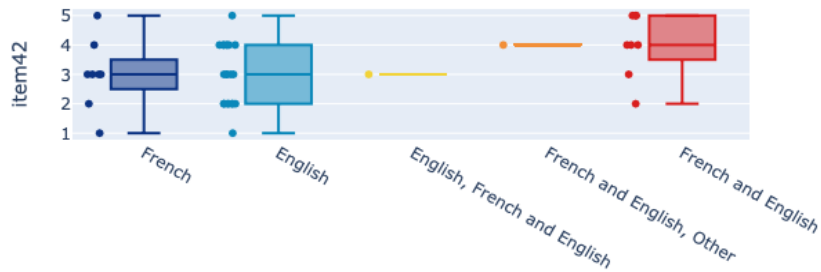 item42
5
4
3
2
1
French
English
English, French and English
French and English, Other
French and English